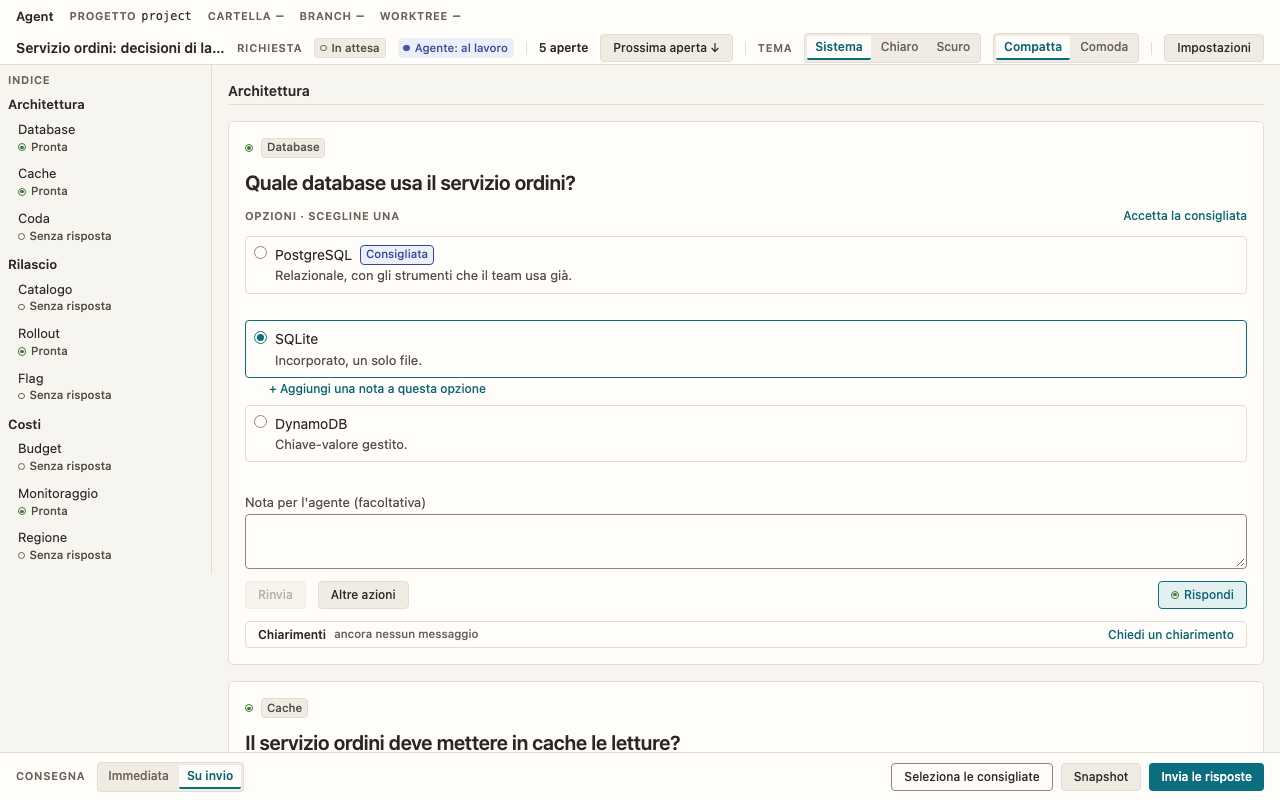 Agent PROGETTO project CARTELLA – BRANCH – WORKTREE –
Servizio ordini: decisioni di la... RICHIESTA In attesa Agente: al lavoro 5 aperte Prossima aperta ↓ TEMA Sistema Chiaro Scuro Compatta Comoda Impostazioni
INDICE
Architettura
Database
Pronta
Cache
Pronta
Coda
Senza risposta
Rilascio
Catalogo
Senza risposta
Rollout
Pronta
Flag
Senza risposta
Costi
Budget
Senza risposta
Monitoraggio
Pronta
Regione
Senza risposta
Architettura
Database
Quale database usa il servizio ordini?
OPZIONI · SCEGLINE UNA Accetta la consigliata
PostgreSQL Consigliata
Relazionale, con gli strumenti che il team usa già.
SQLite
Incorporato, un solo file.
+ Aggiungi una nota a questa opzione
DynamoDB
Chiave-valore gestito.
Nota per l'agente (facoltativa)
Rinvia Altre azioni Rispondi
Chiarimenti ancora nessun messaggio Chiedi un chiarimento
Cache
Il servizio ordini deve mettere in cache le letture?
CONSEGNA Immediata Su invio Seleziona le consigliate Snapshot Invia le risposte